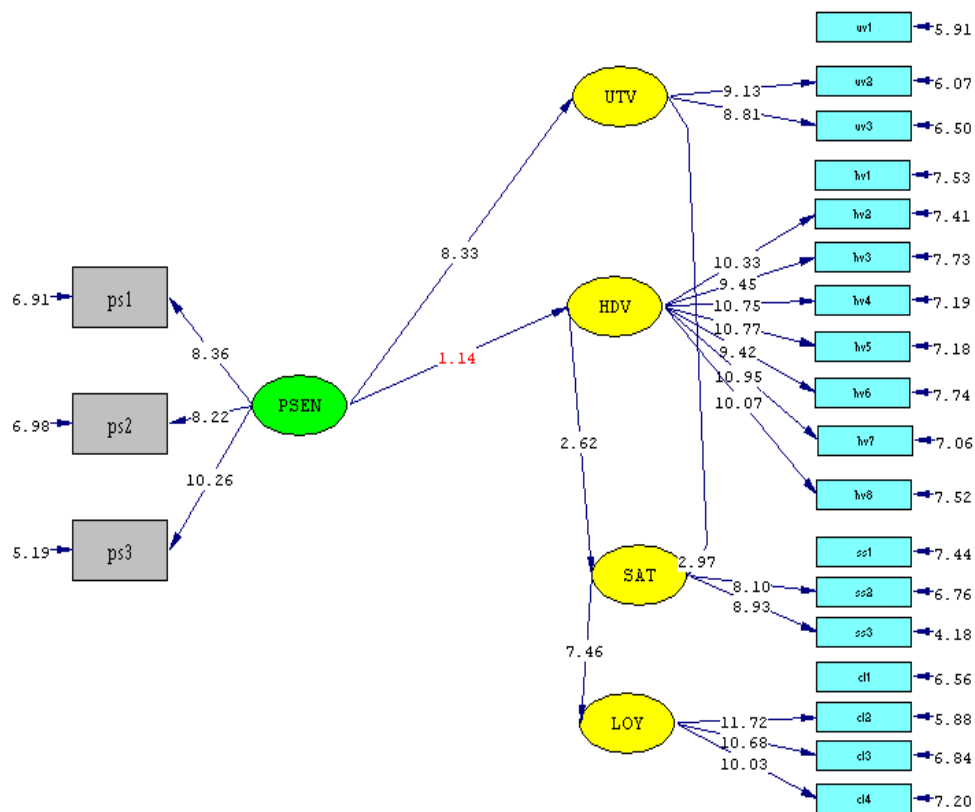 uv1 5.91
UTV 9.13 uv2 6.07
8.81 uv3 6.50
hv1 7.53
hv2 7.41
8.33 10.33 hv3 7.73
9.45
6.91 ps1 HDV 10.75 hv4 7.19
10.77 hv5 7.18
8.36 1.14 9.42
10.95 hv6 7.74
PSEN 10.07
6.98 ps2 8.22 2.62 hv7 7.06
10.26 hv8 7.52
5.19 ps3 2.97 ss1 7.44
SAT 8.10 ss2 6.76
8.93 ss3 4.18
7.46 cl1 6.56
LOY 11.72 cl2 5.88
10.68 cl3 6.84
10.03
cl4 7.20